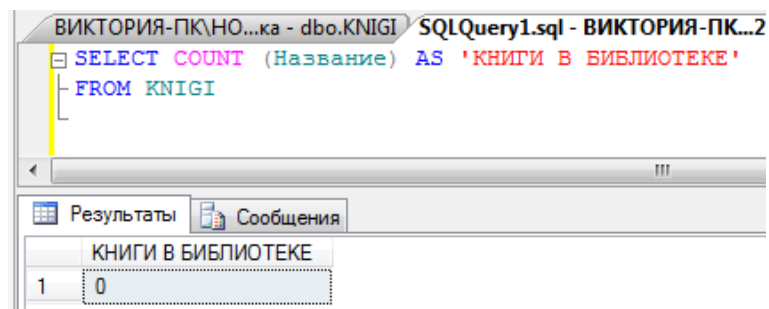 ВИКТОРИЯ-ПК\НО...ка - dbo.KNIGI SQLQuery1.sql - ВИКТОРИЯ-ПК...2
SELECT COUNT (Название) AS 'КНИГИ В БИБЛИОТЕКЕ'
FROM KNIGI
Результаты Сообщения
КНИГИ В БИБЛИОТЕКЕ
1 0